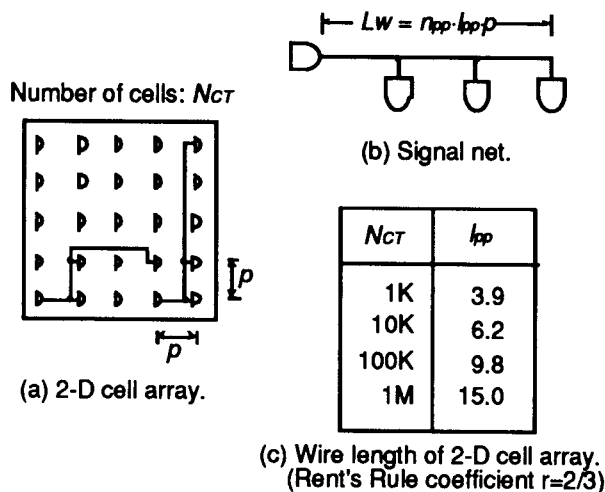 Number of cells: NCT
p
p
(a) 2-D cell array.
Lw = npp·lpp·p
(b) Signal net.
NCT lpp
1K 3.9
10K 6.2
100K 9.8
1M 15.0
(c) Wire length of 2-D cell array.
(Rent's Rule coefficient r=2/3)